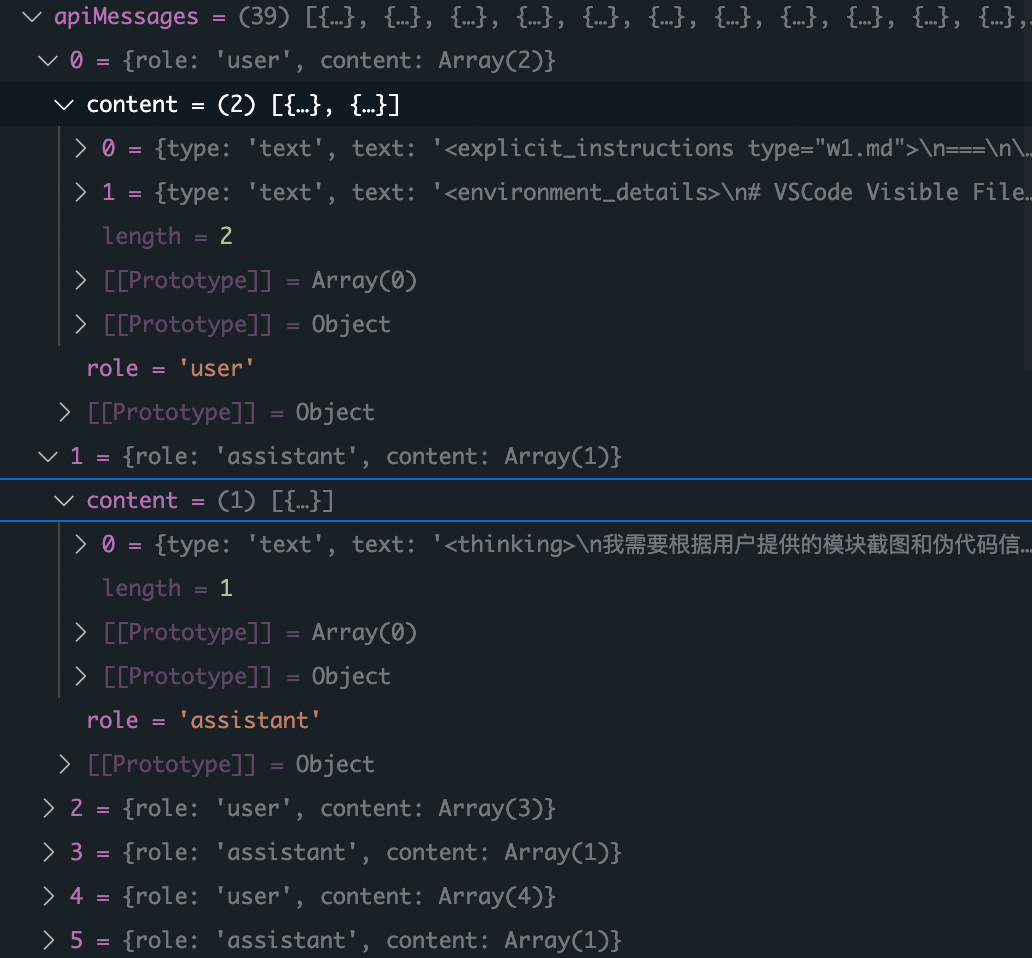 apiMessages = (39) [{…}, {…}, {…}, {…}, {…}, {…}, {…}, {…}, {…}, {…}, {…},…
0 = {role: 'user', content: Array(2)}
content = (2) [{…}, {…}]
0 = {type: 'text', text: '<explicit_instructions type="w1.md">\n===\n\…
1 = {type: 'text', text: '<environment_details>\n# VSCode Visible File…
length = 2
[[Prototype]] = Array(0)
[[Prototype]] = Object
role = 'user'
[[Prototype]] = Object
1 = {role: 'assistant', content: Array(1)}
content = (1) [{…}]
0 = {type: 'text', text: '<thinking>\n我需要根据用户提供的模块截图和伪代码信…
length = 1
[[Prototype]] = Array(0)
[[Prototype]] = Object
role = 'assistant'
[[Prototype]] = Object
2 = {role: 'user', content: Array(3)}
3 = {role: 'assistant', content: Array(1)}
4 = {role: 'user', content: Array(4)}
5 = {role: 'assistant', content: Array(1)}